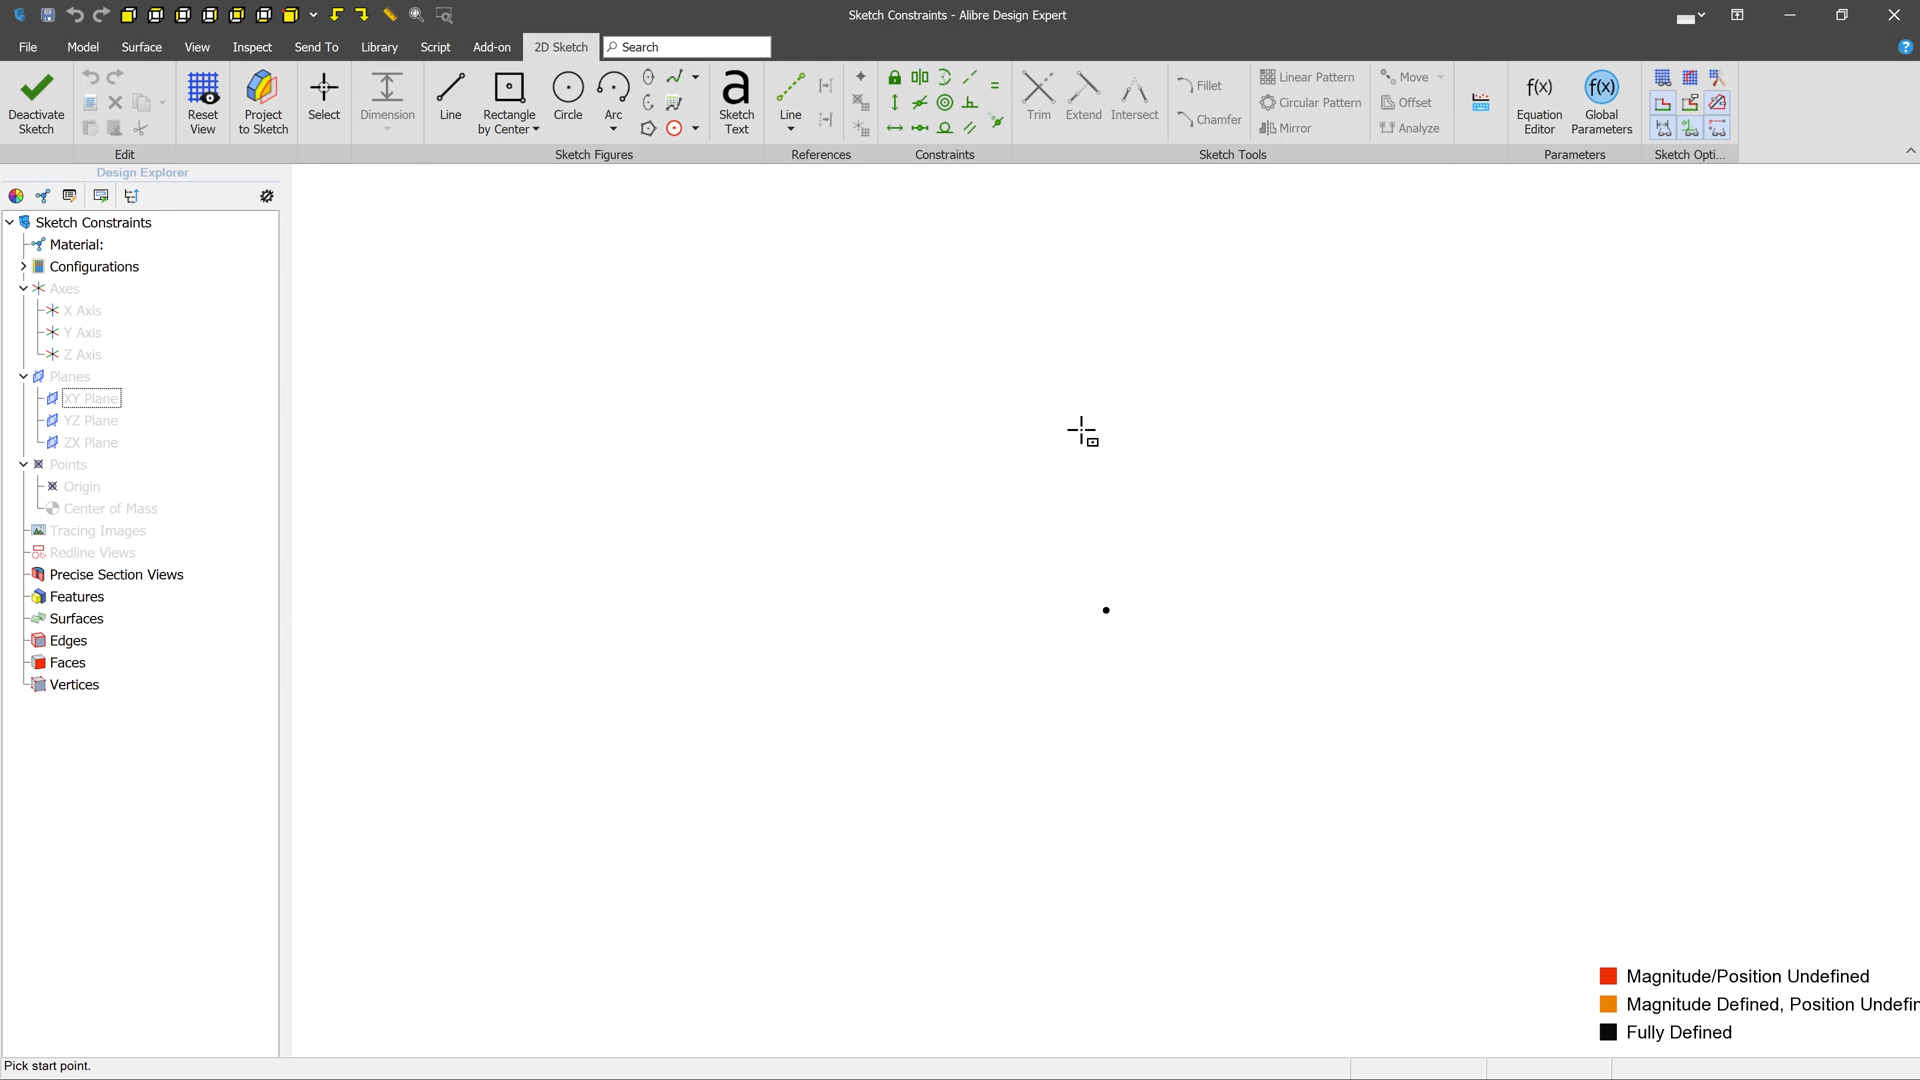 Sketch Constraints - Alibre Design Expert
File Model Surface View Inspect Send To Library Script Add-on 2D Sketch Search
Deactivate Sketch
Reset View
Project to Sketch
Select
Dimension
Line
Rectangle by Center
Circle
Arc
Sketch Text
Line
Trim
Extend
Intersect
Fillet
Chamfer
Linear Pattern
Circular Pattern
Mirror
Move
Offset
Analyze
Equation Editor
Global Parameters
Edit
Sketch Figures
References
Constraints
Sketch Tools
Parameters
Sketch Opti...
Design Explorer
Sketch Constraints
Material:
Configurations
Axes
X Axis
Y Axis
Z Axis
Planes
XY Plane
YZ Plane
ZX Plane
Points
Origin
Center of Mass
Tracing Images
Redline Views
Precise Section Views
Features
Surfaces
Edges
Faces
Vertices
Magnitude/Position Undefined
Magnitude Defined, Position Undefin
Fully Defined
Pick start point.